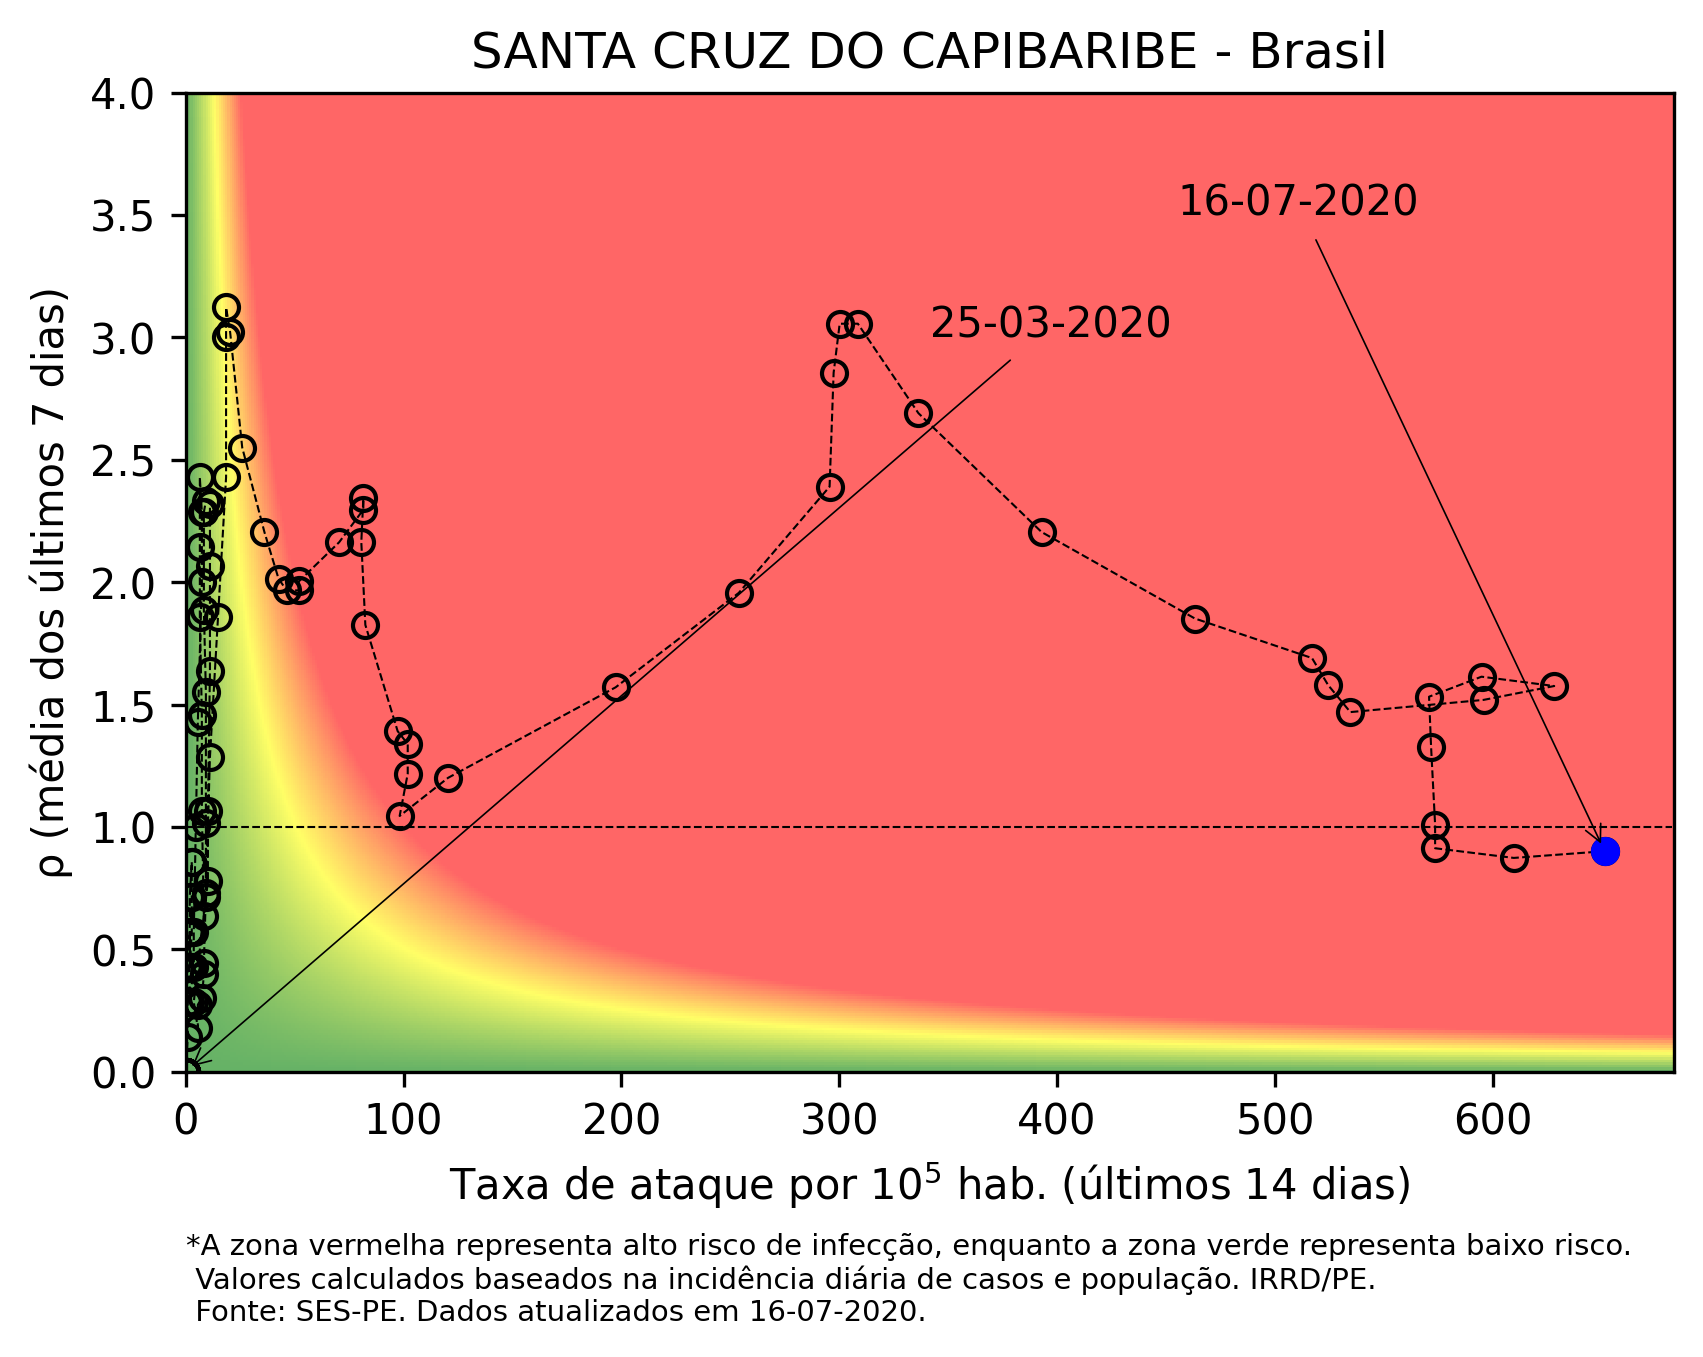 SANTA CRUZ DO CAPIBARIBE - Brasil
4.0
3.5
3.0
2.5
2.0
1.5
1.0
0.5
0.0
ρ (média dos últimos 7 dias)
16-07-2020
25-03-2020
0 100 200 300 400 500 600
Taxa de ataque por 10⁵ hab. (últimos 14 dias)
*A zona vermelha representa alto risco de infecção, enquanto a zona verde representa baixo risco.
Valores calculados baseados na incidência diária de casos e população. IRRD/PE.
Fonte: SES-PE. Dados atualizados em 16-07-2020.